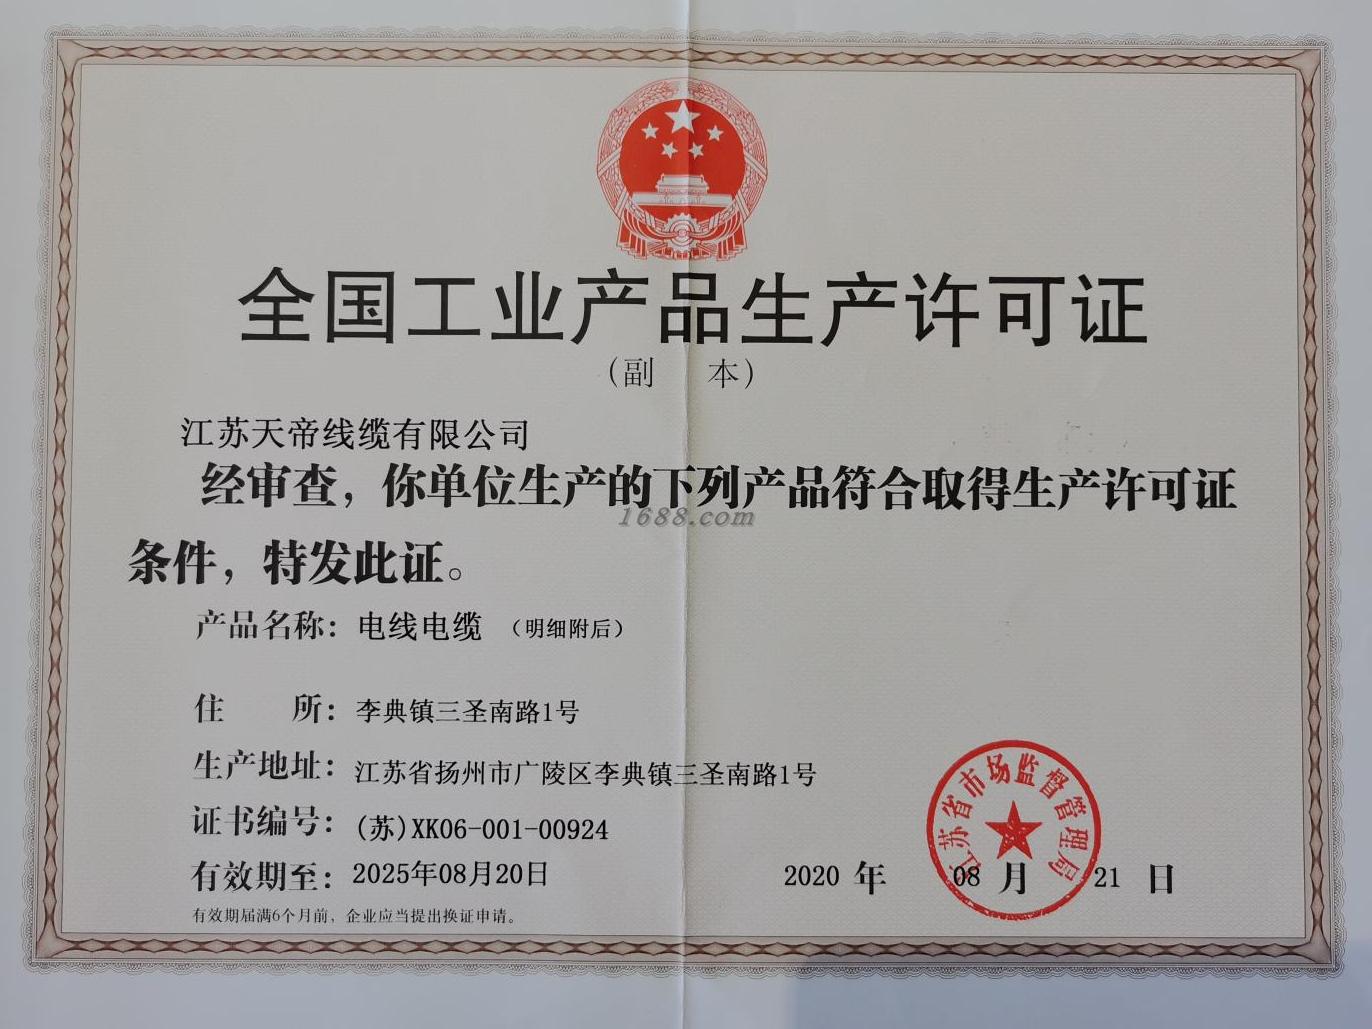 全国工业产品生产许可证
（副 本）
江苏天帝线缆有限公司
经审查，你单位生产的下列产品符合取得生产许可证
1688.com
条件，特发此证。
产品名称：电线电缆 （明细附后）
住 所：李典镇三圣南路1号
生产地址：江苏省扬州市广陵区李典镇三圣南路1号
证书编号：(苏)XK06-001-00924
有效期至：2025年08月20日
有效期届满6个月前，企业应当提出换证申请。
江苏省市场监督管理局
2020 年 08 月 21 日